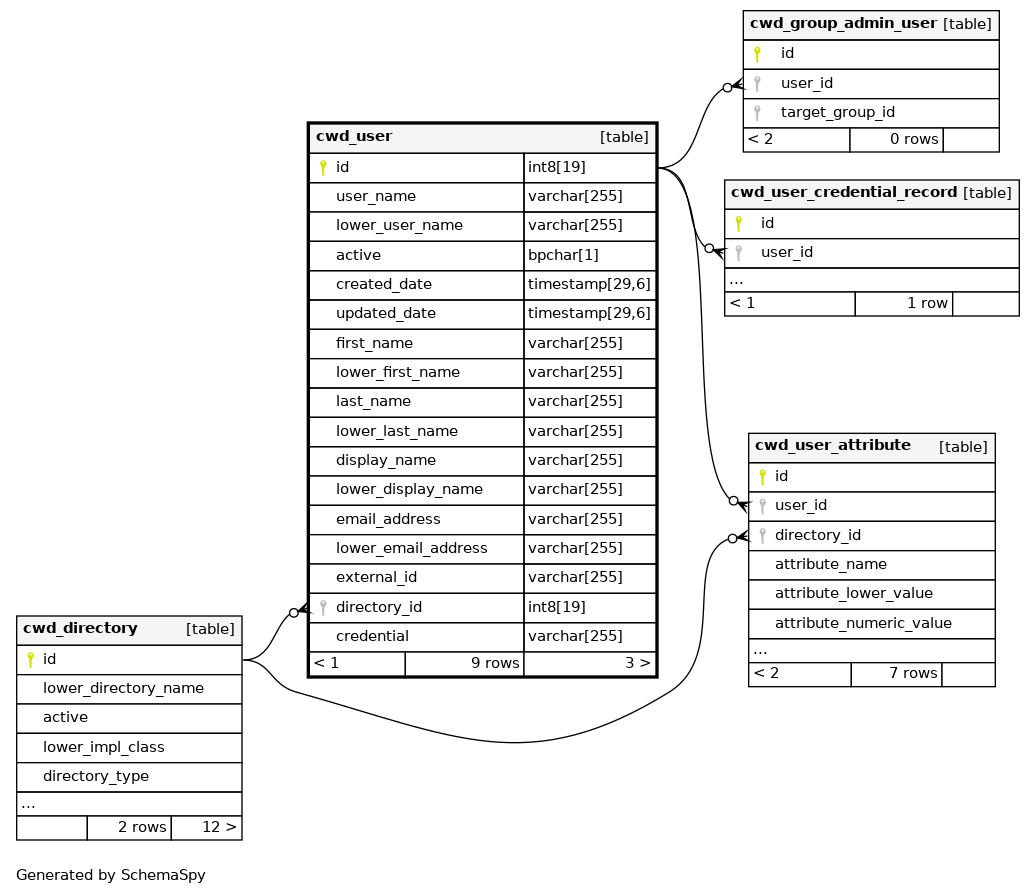 cwd_group_admin_user [table]
id
user_id
target_group_id
< 2 0 rows
cwd_user [table]
id int8[19]
user_name varchar[255]
lower_user_name varchar[255]
active bpchar[1]
created_date timestamp[29,6]
updated_date timestamp[29,6]
first_name varchar[255]
lower_first_name varchar[255]
last_name varchar[255]
lower_last_name varchar[255]
display_name varchar[255]
lower_display_name varchar[255]
email_address varchar[255]
lower_email_address varchar[255]
external_id varchar[255]
directory_id int8[19]
credential varchar[255]
< 1 9 rows 3 >
cwd_user_credential_record [table]
id
user_id
...
< 1 1 row
cwd_user_attribute [table]
id
user_id
directory_id
attribute_name
attribute_lower_value
attribute_numeric_value
...
< 2 7 rows
cwd_directory [table]
id
lower_directory_name
active
lower_impl_class
directory_type
...
2 rows 12 >
Generated by SchemaSpy